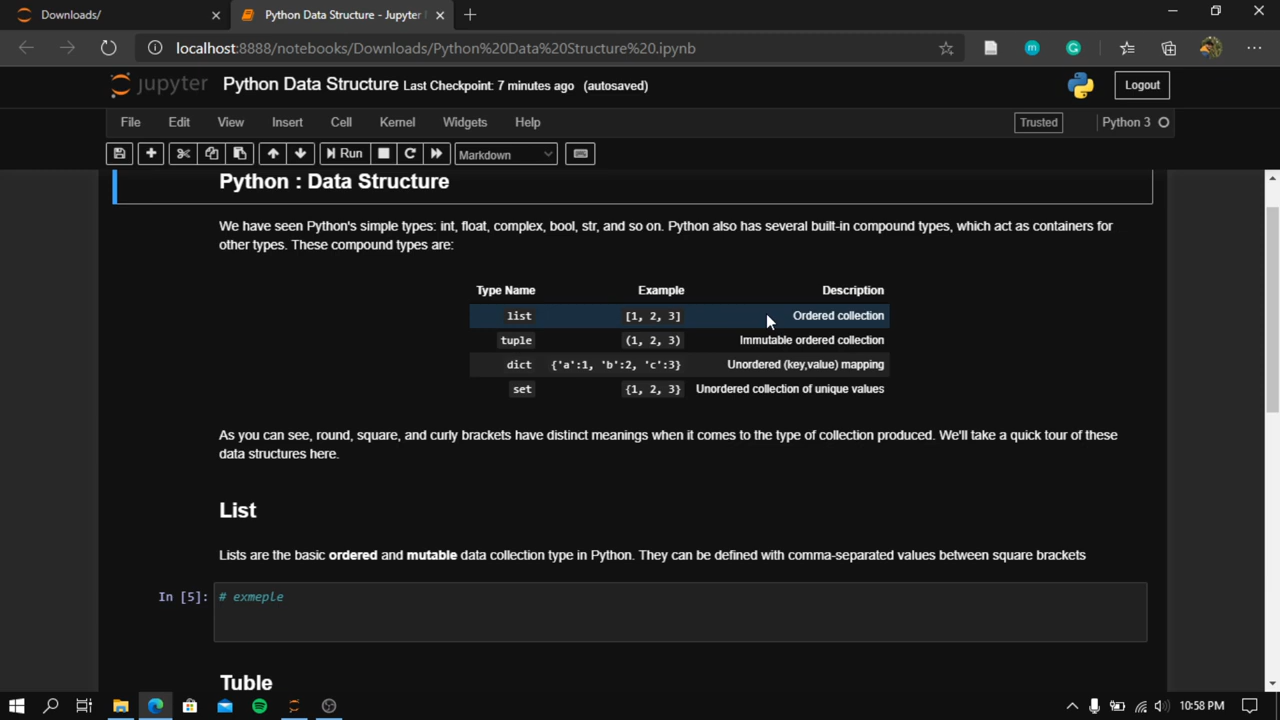 Downloads/
Python Data Structure - Jupyter
localhost:8888/notebooks/Downloads/Python%20Data%20Structure%20.ipynb
jupyter Python Data Structure Last Checkpoint: 7 minutes ago (autosaved)
Logout
File Edit View Insert Cell Kernel Widgets Help
Trusted
Python 3
Run
Markdown
Python : Data Structure
We have seen Python's simple types: int, float, complex, bool, str, and so on. Python also has several built-in compound types, which act as containers for
other types. These compound types are:
Type Name Example Description
list [1, 2, 3] Ordered collection
tuple (1, 2, 3) Immutable ordered collection
dict {'a':1, 'b':2, 'c':3} Unordered (key,value) mapping
set {1, 2, 3} Unordered collection of unique values
As you can see, round, square, and curly brackets have distinct meanings when it comes to the type of collection produced. We'll take a quick tour of these
data structures here.
List
Lists are the basic ordered and mutable data collection type in Python. They can be defined with comma-separated values between square brackets
In [5]: # exmeple
Tuble
10:58 PM